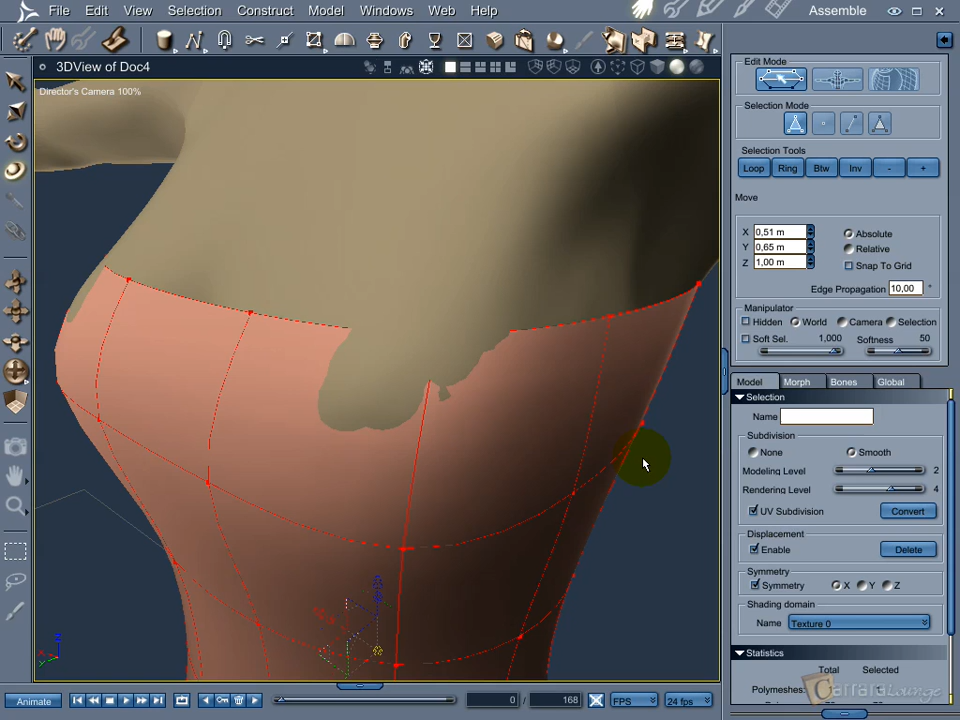 File Edit View Selection Construct Model Windows Web Help Assemble
3DView of Doc4
Director's Camera 100%
Edit Mode
Selection Mode
Selection Tools
Loop Ring Btw Inv - +
Move
X 0,51 m Absolute
Y 0,65 m Relative
Z 1,00 m Snap To Grid
Edge Propagation 10,00 °
Manipulator
Hidden World Camera Selection
Soft Sel. 1,000 Softness 50
Model Morph Bones Global
Selection
Name
Subdivision
None Smooth
Modeling Level 2
Rendering Level 4
UV Subdivision Convert
Displacement
Enable Delete
Symmetry
Symmetry X Y Z
Shading domain
Name Texture 0
Statistics
Total Selected
Polymeshes:
CarraraLounge
Z
X
Y
Animate 0 / 168 FPS 24 fps